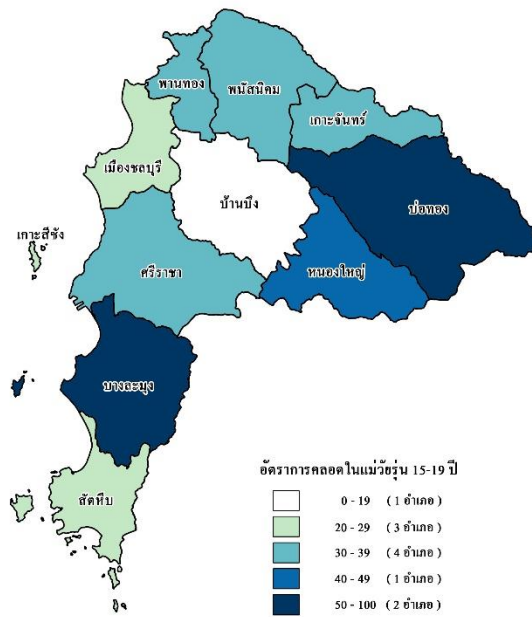 พานทอง
พนัสนิคม
เกาะจันทร์
เมืองชลบุรี
บ้านบึง
บ่อทอง
เกาะสีชัง
ศรีราชา
หนองใหญ่
บางละมุง
สัตหีบ
อัตราการคลอดในแม่วัยรุ่น 15-19 ปี
0 - 19 ( 1 อำเภอ )
20 - 29 ( 3 อำเภอ )
30 - 39 ( 4 อำเภอ )
40 - 49 ( 1 อำเภอ )
50 - 100 ( 2 อำเภอ )